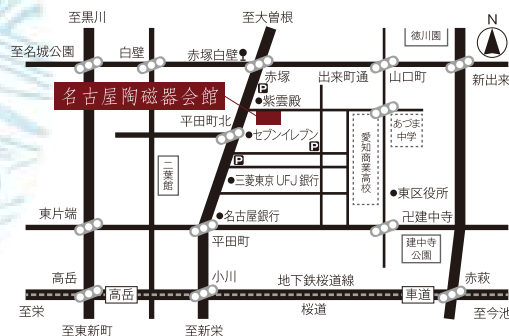 至黒川
至大曽根
N
徳川園
至名城公園
白壁
赤塚白壁
赤塚
出来町通
山口町
新出来
P
名古屋陶磁器会館
紫雲殿
平田町北
セブンイレブン
P
P
あづま
中学
愛知商業高校
二葉館
三菱東京UFJ銀行
東区役所
東片端
名古屋銀行
卍建中寺
平田町
建中寺
公園
高岳
小川
地下鉄桜通線
赤萩
高岳
車道
至栄
桜道
至今池
至東新町
至新栄